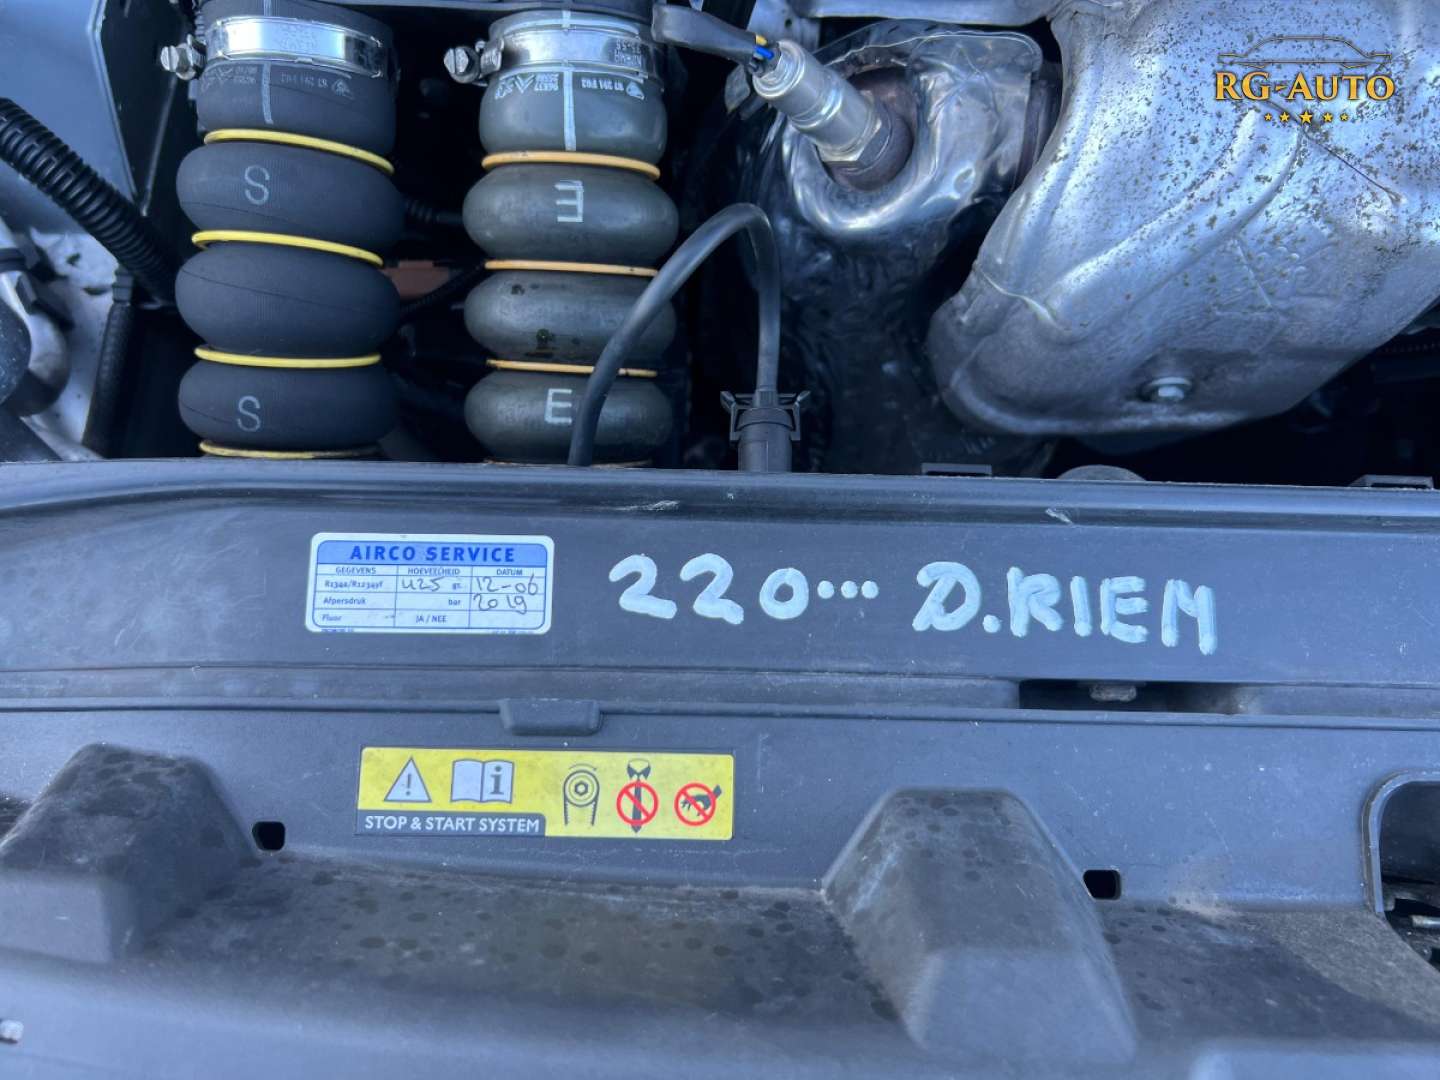 RG-AUTO
S
E
S
E
AIRCO SERVICE
GEGEVENS HOEVEELHEID DATUM
R134a/R1234yf 425 gr. 12-06
Afpersdruk bar 2019
Fluor JA / NEE
220... D.RIEM
STOP & START SYSTEM